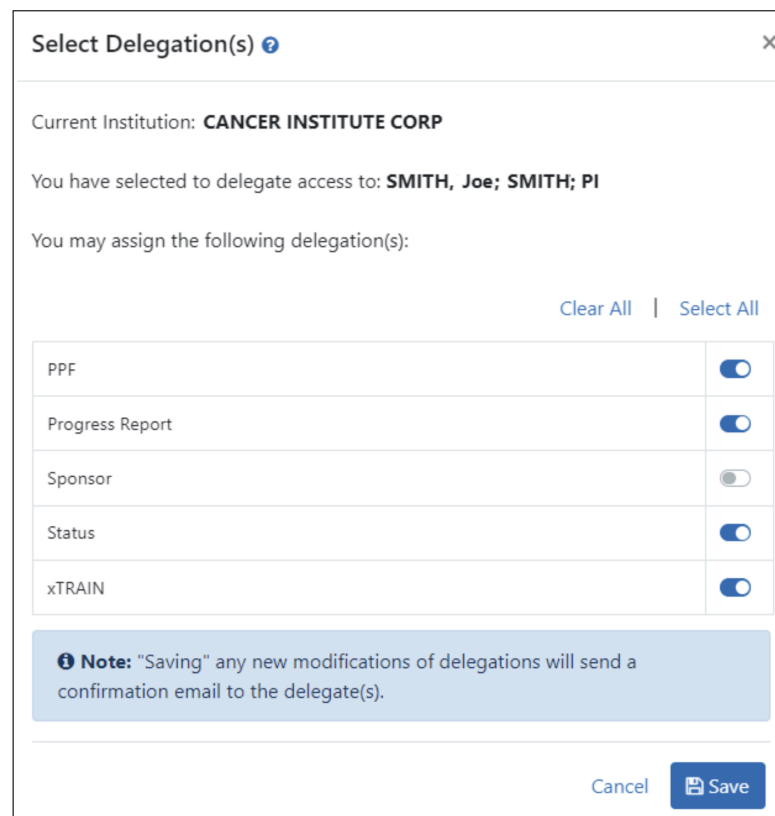 Select Delegation(s)
Current Institution: CANCER INSTITUTE CORP
You have selected to delegate access to: SMITH, Joe; SMITH; PI
You may assign the following delegation(s):
Clear All | Select All
PPF
Progress Report
Sponsor
Status
xTRAIN
Note: "Saving" any new modifications of delegations will send a
confirmation email to the delegate(s).
Cancel Save